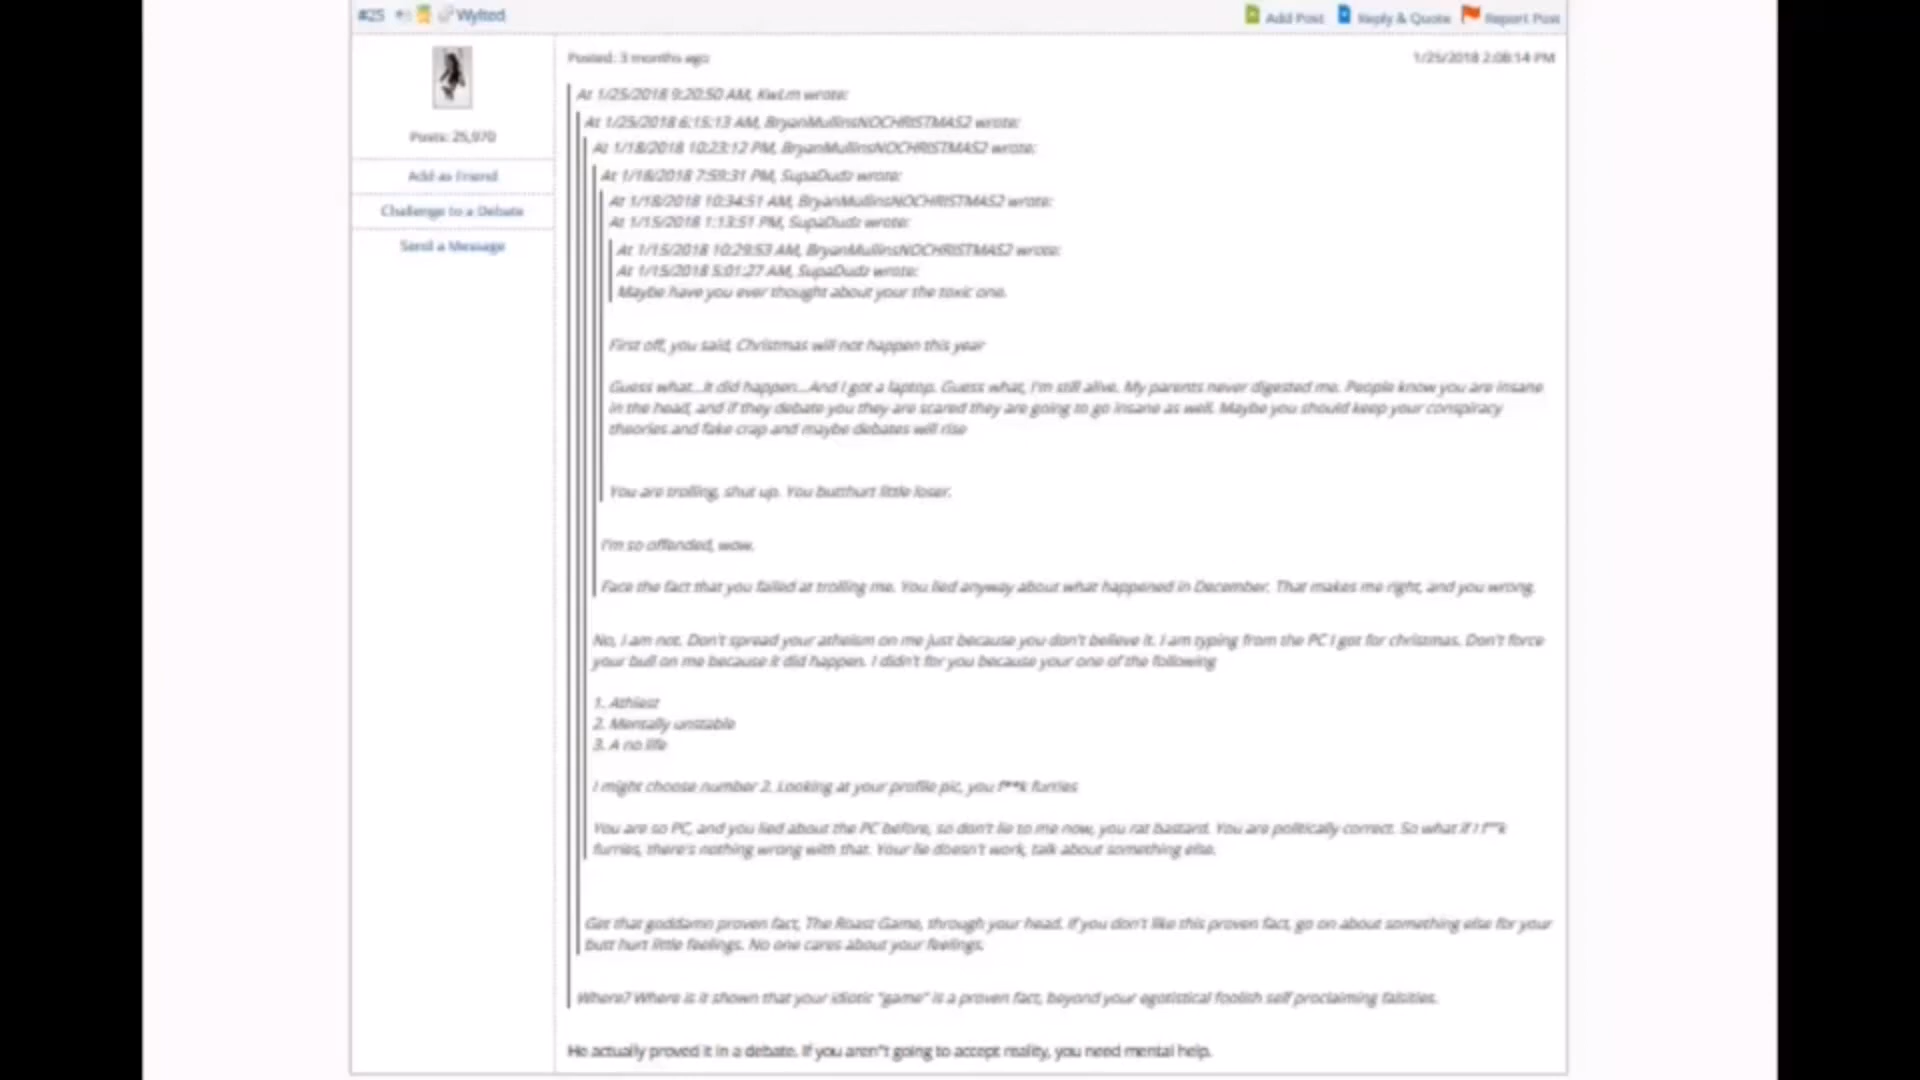 #25 Wylted
Add Post Reply & Quote Report Post
Posts: 25,970
Add as Friend
Challenge to a Debate
Send a Message
Posted: 3 months ago
1/25/2018 2:08:14 PM
At 1/25/2018 9:20:50 AM, KwLm wrote:
At 1/25/2018 6:15:13 AM, BryanMullinsNOCHRISTMAS2 wrote:
At 1/18/2018 10:23:12 PM, BryanMullinsNOCHRISTMAS2 wrote:
At 1/18/2018 7:59:31 PM, SupaDudz wrote:
At 1/18/2018 10:34:51 AM, BryanMullinsNOCHRISTMAS2 wrote:
At 1/15/2018 1:13:51 PM, SupaDudz wrote:
At 1/15/2018 10:29:53 AM, BryanMullinsNOCHRISTMAS2 wrote:
At 1/15/2018 5:01:27 AM, SupaDudz wrote:
Maybe have you ever thought about your the toxic one.
First off, you said, Christmas will not happen this year
Guess what...It did happen...And I got a laptop. Guess what, I'm still alive. My parents never digested me. People know you are insane
in the head, and if they debate you they are scared they are going to go insane as well. Maybe you should keep your conspiracy
theories and fake crap and maybe debates will rise
You are trolling, shut up. You butthurt little loser.
I'm so offended, wow.
Face the fact that you failed at trolling me. You lied anyway about what happened in December. That makes me right, and you wrong.
No, I am not. Don't spread your atheism on me just because you don't believe it. I am typing from the PC I got for christmas. Don't force
your bull on me because it did happen. I didn't for you because your one of the following
1. Athiest
2. Mentally unstable
3. A no life
I might choose number 2. Looking at your profile pic, you f**k furries
You are so PC, and you lied about the PC before, so don't lie to me now, you rat bastard. You are politically correct. So what if I f**k
furries, there's nothing wrong with that. Your lie doesn't work, talk about something else.
Get that goddamn proven fact, The Roast Game, through your head. If you don't like this proven fact, go on about something else for your
butt hurt little feelings. No one cares about your feelings.
Where? Where is it shown that your idiotic "game" is a proven fact, beyond your egotistical foolish self proclaiming falsities.
He actually proved it in a debate. If you aren"t going to accept reality, you need mental help.